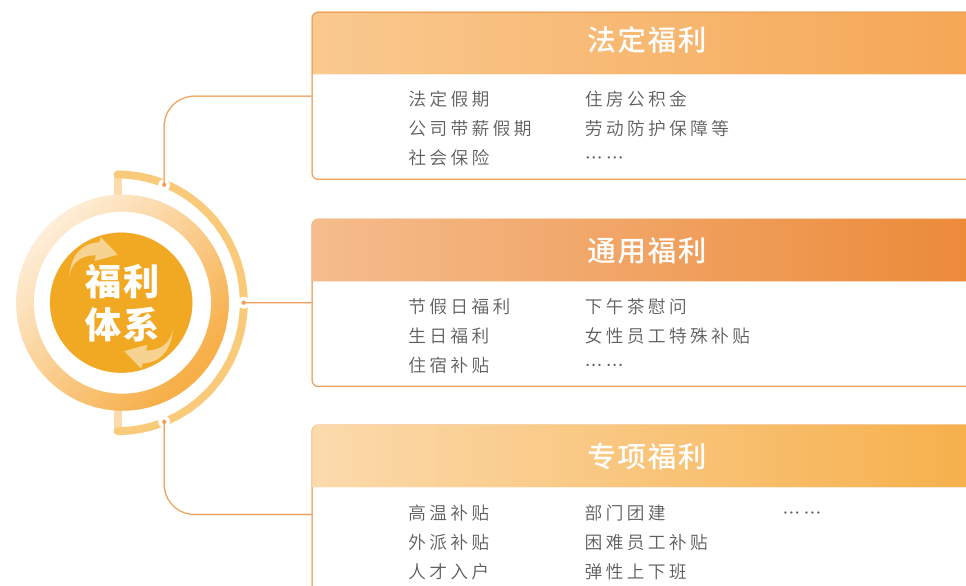 福利
体系
法定福利
法定假期 住房公积金
公司带薪假期 劳动防护保障等
社会保险 ……
通用福利
节假日福利 下午茶慰问
生日福利 女性员工特殊补贴
住宿补贴 ……
专项福利
高温补贴 部门团建 ……
外派补贴 困难员工补贴
人才入户 弹性上下班